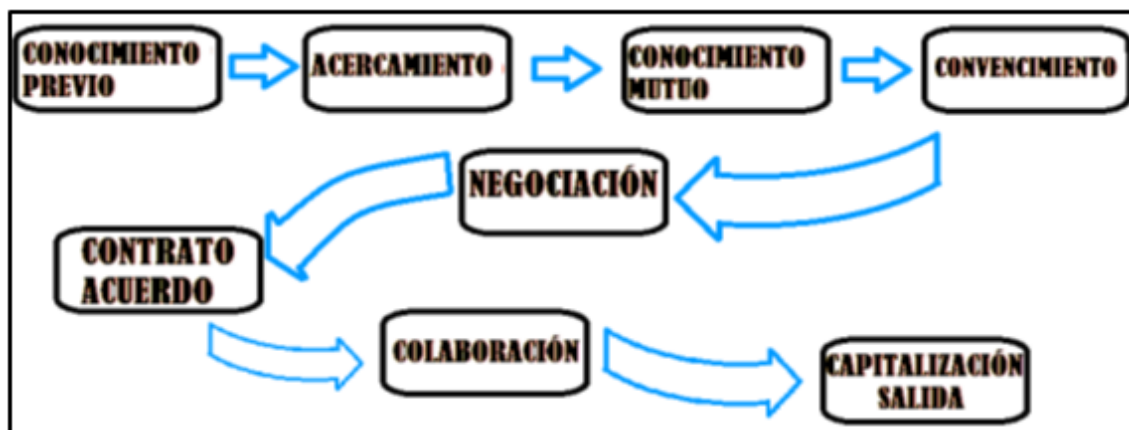 CONOCIMIENTO
PREVIO
ACERCAMIENTO
CONOCIMIENTO
MUTUO
CONVENCIMIENTO
NEGOCIACIÓN
CONTRATO
ACUERDO
COLABORACIÓN
CAPITALIZACIÓN
SALIDA